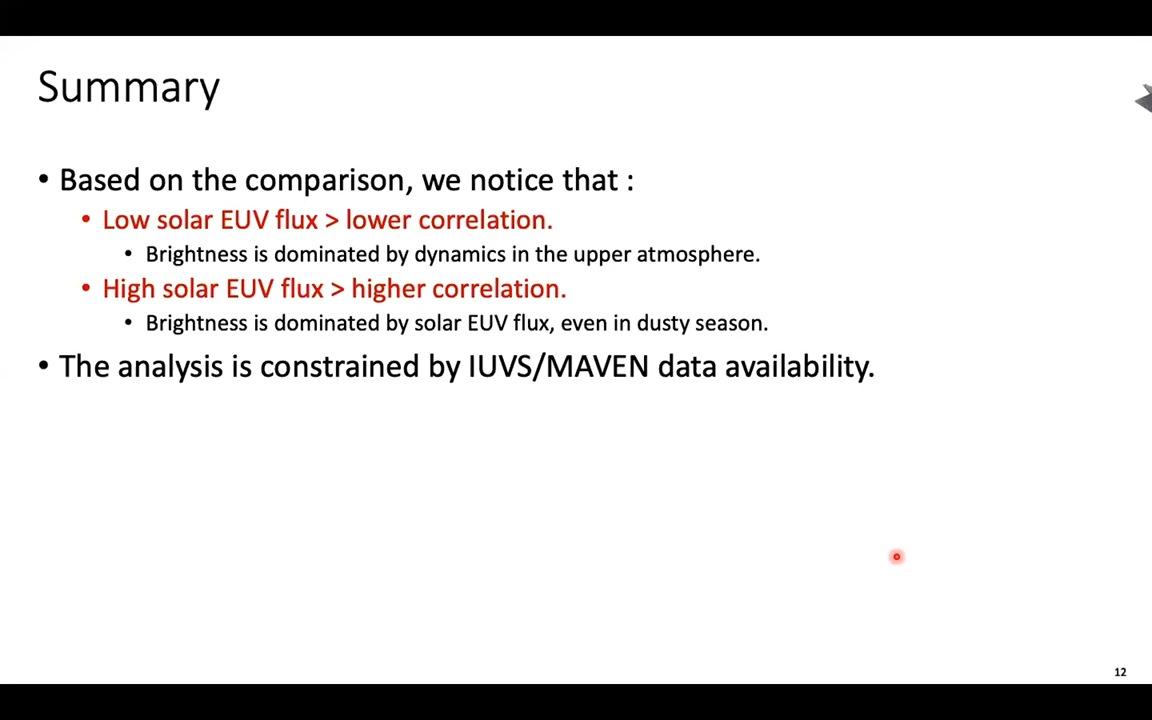 Summary
• Based on the comparison, we notice that :
• Low solar EUV flux > lower correlation.
• Brightness is dominated by dynamics in the upper atmosphere.
• High solar EUV flux > higher correlation.
• Brightness is dominated by solar EUV flux, even in dusty season.
• The analysis is constrained by IUVS/MAVEN data availability.
12